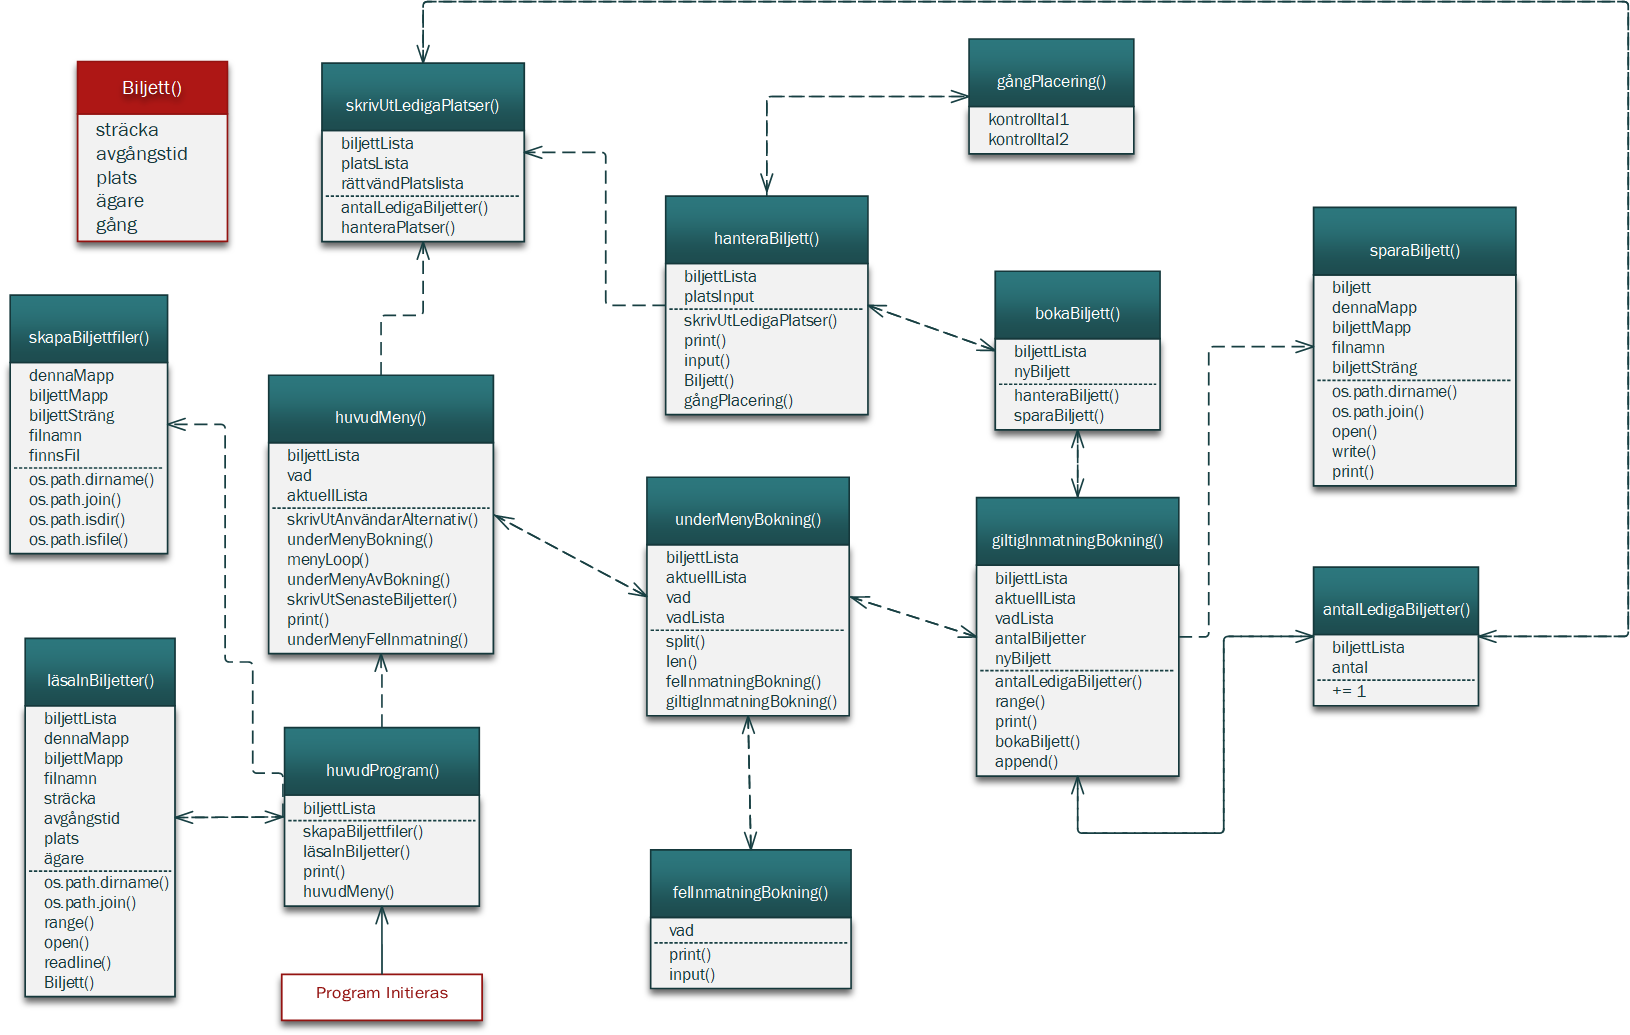 Biljett()
sträcka
avgångstid
plats
ägare
gång
skrivUtLedigaPlatser()
biljettLista
platsLista
rättvändPlatslista
antalLedigaBiljetter()
hanteraPlatser()
gångPlacering()
kontrolltal1
kontrolltal2
hanteraBiljett()
biljettLista
platsInput
skrivUtLedigaPlatser()
print()
input()
Biljett()
gångPlacering()
bokaBiljett()
biljettLista
nyBiljett
hanteraBiljett()
sparaBiljett()
sparaBiljett()
biljett
dennaMapp
biljettMapp
filnamn
biljettSträng
os.path.dirname()
os.path.join()
open()
write()
print()
skapaBiljettfiler()
dennaMapp
biljettMapp
biljettSträng
filnamn
finnsFil
os.path.dirname()
os.path.join()
os.path.isdir()
os.path.isfile()
huvudMeny()
biljettLista
vad
aktuellLista
skrivUtAnvändarAlternativ()
underMenyBokning()
menyLoop()
underMenyAvBokning()
skrivUtSenasteBiljetter()
print()
underMenyFelInmatning()
underMenyBokning()
biljettLista
aktuellLista
vad
vadLista
split()
len()
felInmatningBokning()
giltigInmatningBokning()
giltigInmatningBokning()
biljettLista
aktuellLista
vadLista
antalBiljetter
nyBiljett
antalLedigaBiljetter()
range()
print()
bokaBiljett()
append()
antalLedigaBiljetter()
biljettLista
antal
+= 1
läsaInBiljetter()
biljettLista
dennaMapp
biljettMapp
filnamn
sträcka
avgångstid
plats
ägare
os.path.dirname()
os.path.join()
range()
open()
readline()
Biljett()
huvudProgram()
biljettLista
skapaBiljettfiler()
läsaInBiljetter()
print()
huvudMeny()
felInmatningBokning()
vad
print()
input()
Program Initieras